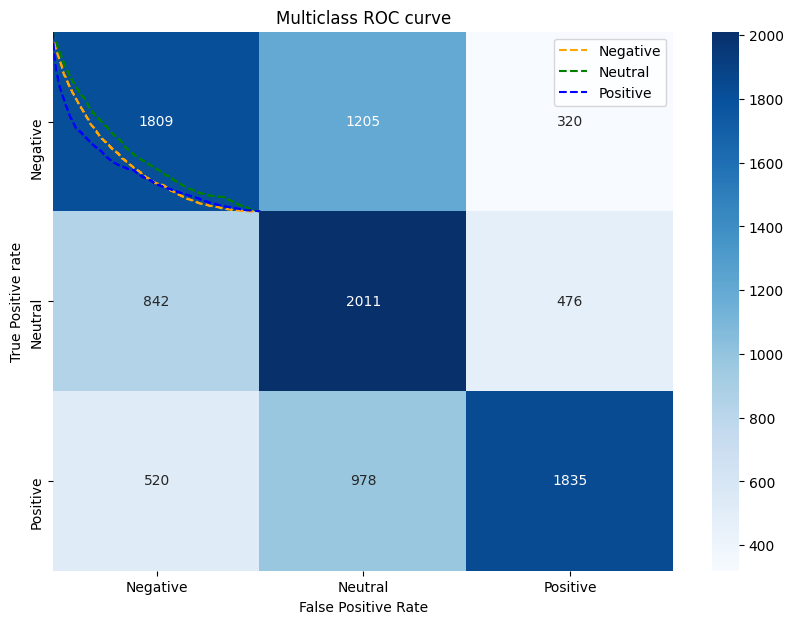 Multiclass ROC curve
Negative
Neutral
Positive
True Positive rate
Negative
Neutral
Positive
1809 1205 320
842 2011 476
520 978 1835
Negative Neutral Positive
False Positive Rate
2000
1800
1600
1400
1200
1000
800
600
400